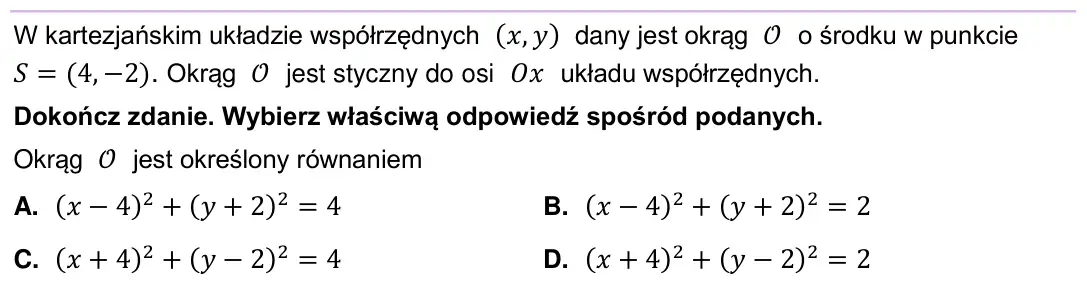 W kartezjańskim układzie współrzędnych (x, y) dany jest okrąg 𝒪 o środku w punkcie
S = (4, −2). Okrąg 𝒪 jest styczny do osi Ox układu współrzędnych.
Dokończ zdanie. Wybierz właściwą odpowiedź spośród podanych.
Okrąg 𝒪 jest określony równaniem
A. (x − 4)² + (y + 2)² = 4 B. (x − 4)² + (y + 2)² = 2
C. (x + 4)² + (y − 2)² = 4 D. (x + 4)² + (y − 2)² = 2